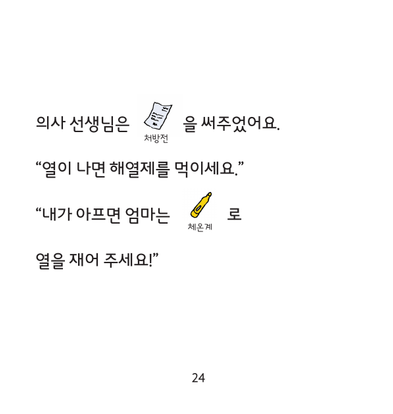 의사 선생님은 처방전 을 써주었어요.
“열이 나면 해열제를 먹이세요.”
“내가 아프면 엄마는 체온계 로
열을 재어 주세요!”
24